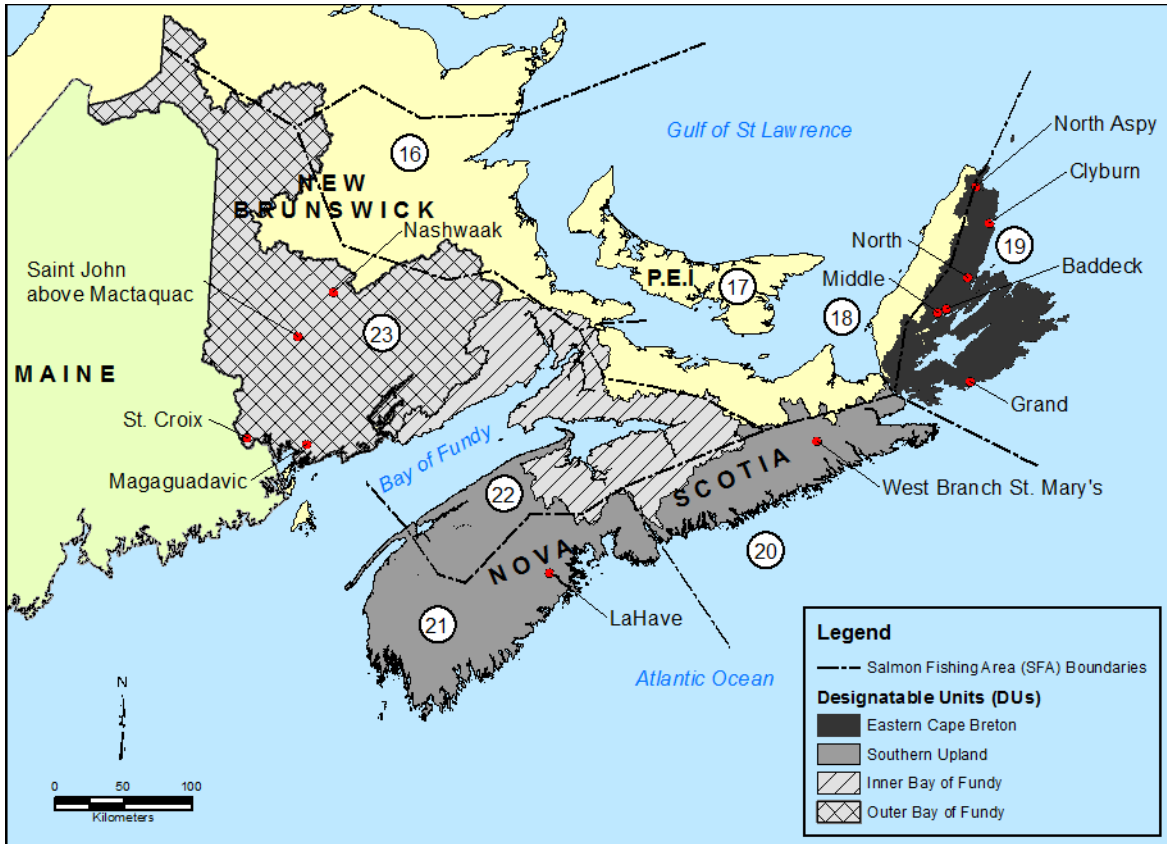 Gulf of St Lawrence
North Aspy
Clyburn
16
NEW
BRUNSWICK
Nashwaak
North
19
Saint John
above Mactaquac
P.E.I
17
Middle
Baddeck
18
23
MAINE
Grand
St. Croix
Bay of Fundy
Magaguadavic
22
NOVA SCOTIA
West Branch St. Mary's
20
21
LaHave
Atlantic Ocean
N
0 50 100
Kilometers
Legend
Salmon Fishing Area (SFA) Boundaries
Designatable Units (DUs)
Eastern Cape Breton
Southern Upland
Inner Bay of Fundy
Outer Bay of Fundy